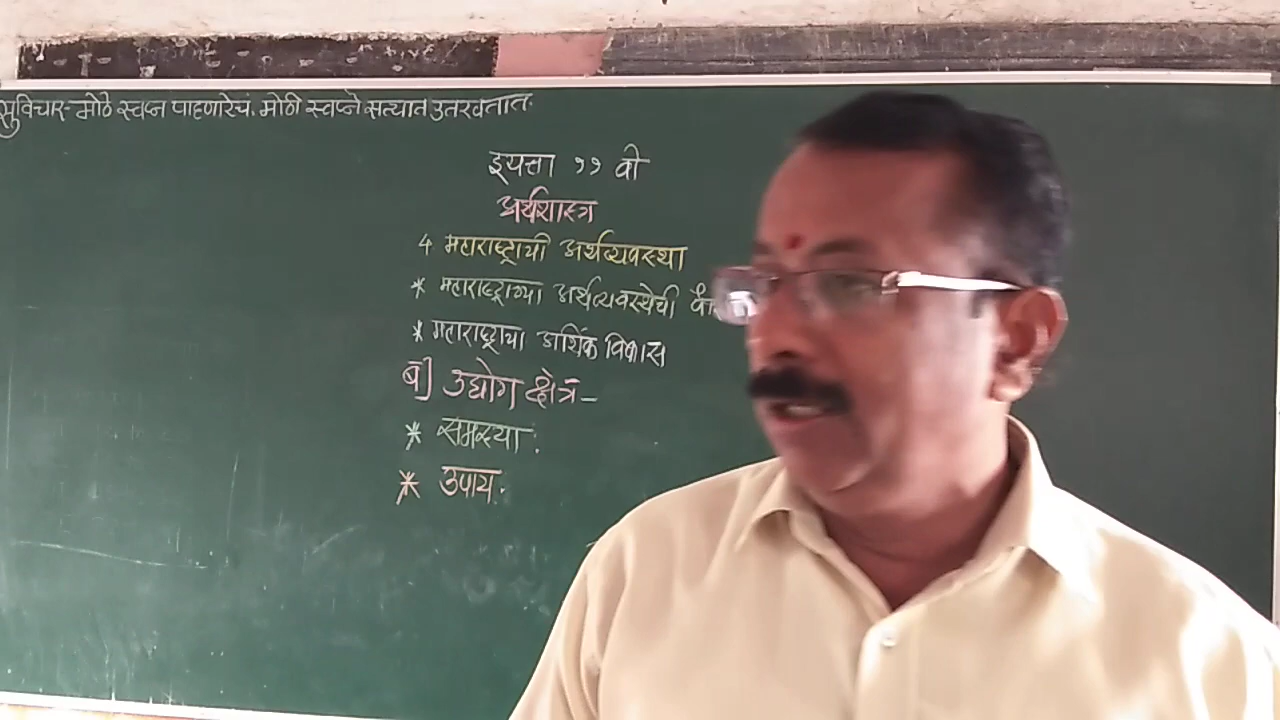 सुविचार- मोठे स्वप्न पाहणारेच मोठी स्वप्ने सत्यात उतरवतात.
इयत्ता ११ वी
अर्थशास्त्र
4 महाराष्ट्राची अर्थव्यवस्था
* महाराष्ट्राच्या अर्थव्यवस्थेची
* महाराष्ट्राचा आर्थिक विकास
ब] उद्योग क्षेत्र–
* समस्या:
* उपाय.